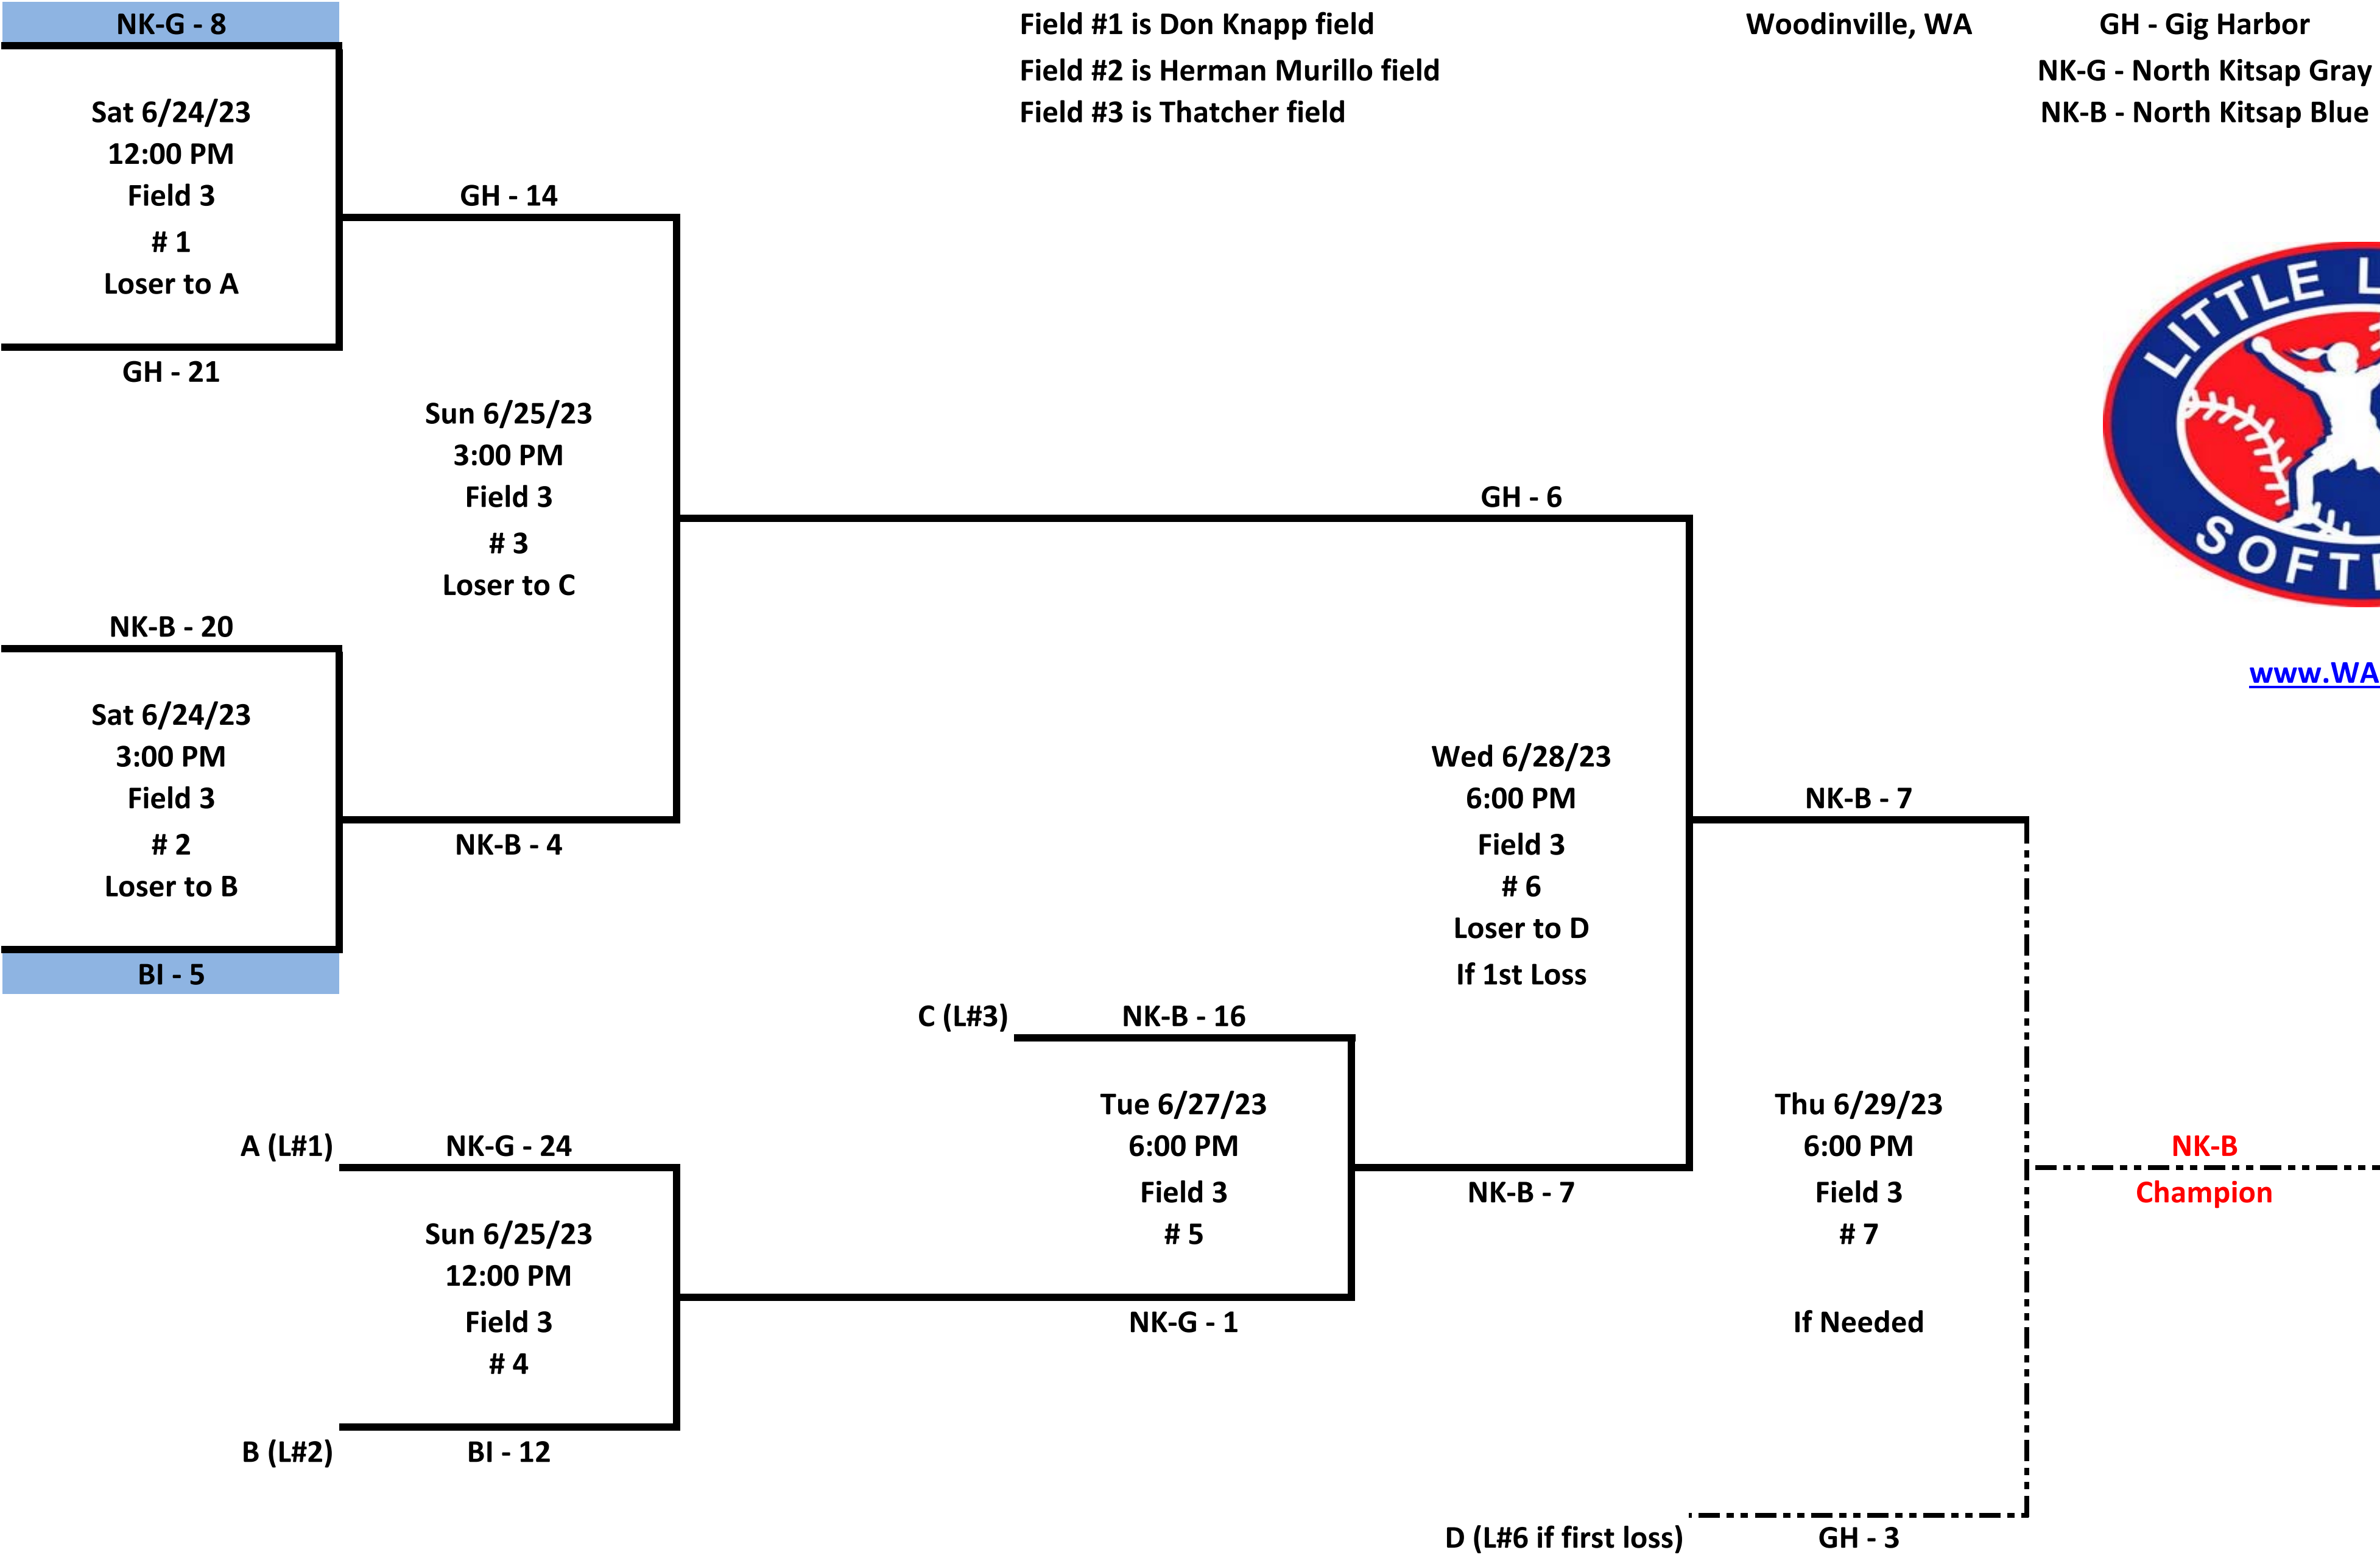 NK-G - 8
Field #1 is Don Knapp field
Woodinville, WA
GH - Gig Harbor
Field #2 is Herman Murillo field
NK-G - North Kitsap Gray
Field #3 is Thatcher field
NK-B - North Kitsap Blue
Sat 6/24/23
12:00 PM
Field 3
# 1
Loser to A
GH - 21
GH - 14
Sun 6/25/23
3:00 PM
Field 3
# 3
Loser to C
NK-B - 20
Sat 6/24/23
3:00 PM
Field 3
# 2
Loser to B
BI - 5
NK-B - 4
GH - 6
LITTLE
www.WA
Wed 6/28/23
6:00 PM
Field 3
# 6
Loser to D
If 1st Loss
NK-B - 7
C (L#3)
NK-B - 16
Tue 6/27/23
6:00 PM
Field 3
# 5
NK-G - 1
A (L#1)
NK-G - 24
Sun 6/25/23
12:00 PM
Field 3
# 4
B (L#2)
BI - 12
NK-B - 7
Thu 6/29/23
6:00 PM
Field 3
# 7
If Needed
D (L#6 if first loss)
GH - 3
NK-B
Champion